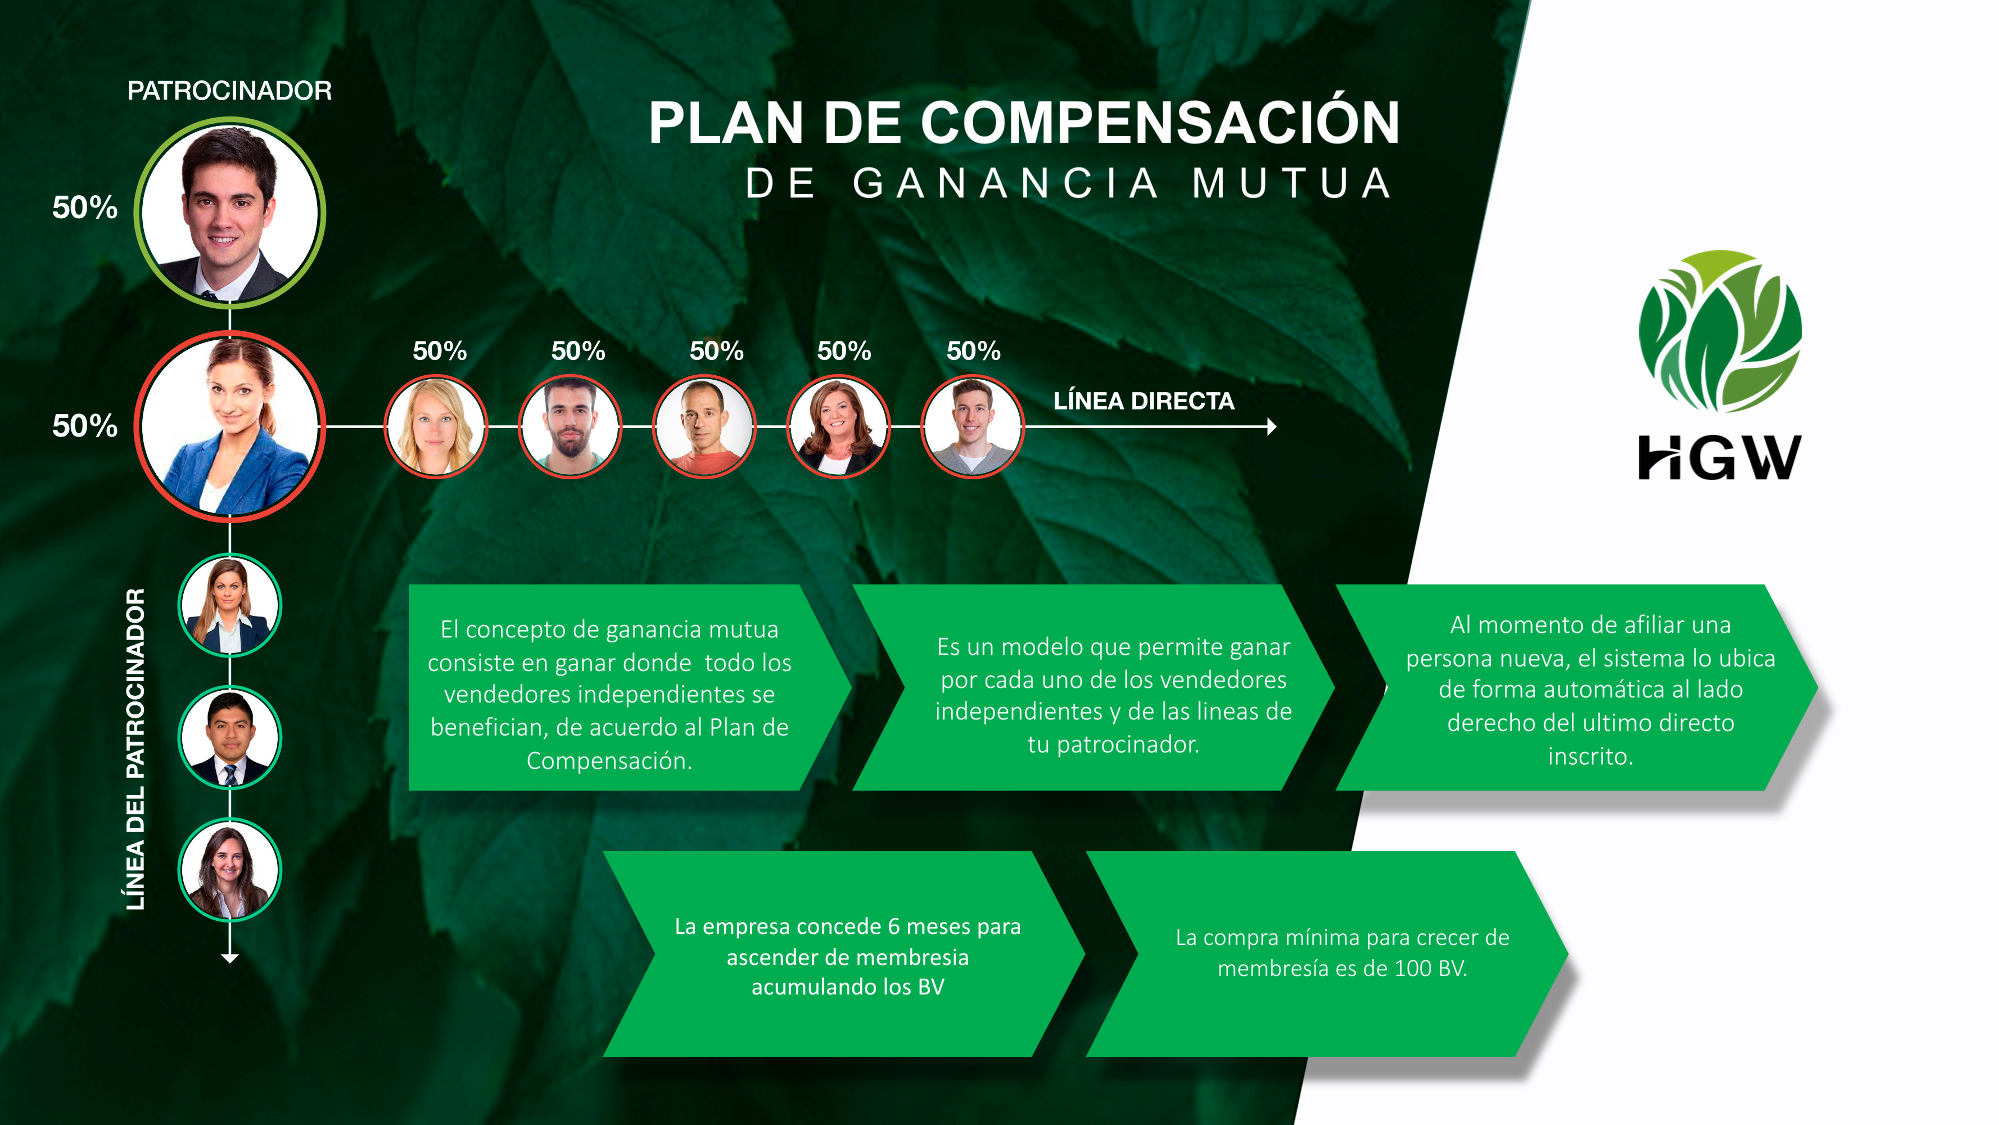 PATROCINADOR
PLAN DE COMPENSACIÓN
DE GANANCIA MUTUA
50%
50%
50%
50%
50%
50%
50%
LÍNEA DIRECTA
HGW
LÍNEA DEL PATROCINADOR
El concepto de ganancia mutua
consiste en ganar donde  todo los
vendedores independientes se
benefician, de acuerdo al Plan de
Compensación.
Es un modelo que permite ganar
por cada uno de los vendedores
independientes y de las lineas de
tu patrocinador.
Al momento de afiliar una
persona nueva, el sistema lo ubica
de forma automática al lado
derecho del ultimo directo
inscrito.
La empresa concede 6 meses para
ascender de membresia
acumulando los BV
La compra mínima para crecer de
membresía es de 100 BV.